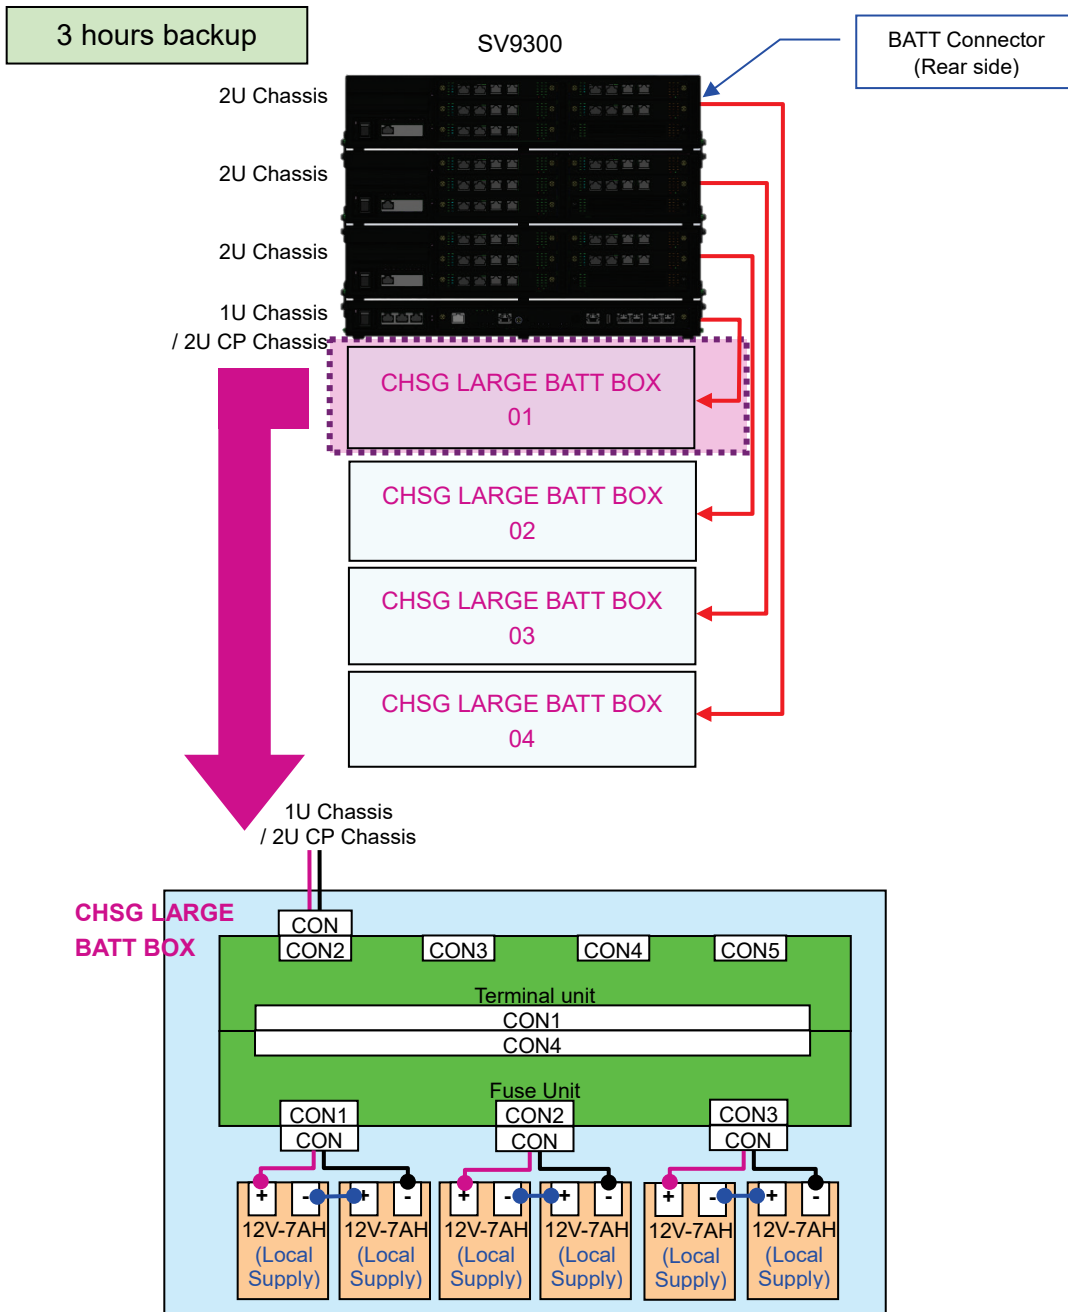 3 hours backup
SV9300
BATT Connector
(Rear side)
2U Chassis
2U Chassis
2U Chassis
1U Chassis
/ 2U CP Chassis
CHSG LARGE BATT BOX
01
CHSG LARGE BATT BOX
02
CHSG LARGE BATT BOX
03
CHSG LARGE BATT BOX
04
1U Chassis
/ 2U CP Chassis
CHSG LARGE
BATT BOX
CON
CON2
CON3
CON4
CON5
Terminal unit
CON1
CON4
Fuse Unit
CON1
CON2
CON3
CON
CON
CON
+ - + - + - + - + - + -
12V-7AH
(Local
Supply)
12V-7AH
(Local
Supply)
12V-7AH
(Local
Supply)
12V-7AH
(Local
Supply)
12V-7AH
(Local
Supply)
12V-7AH
(Local
Supply)